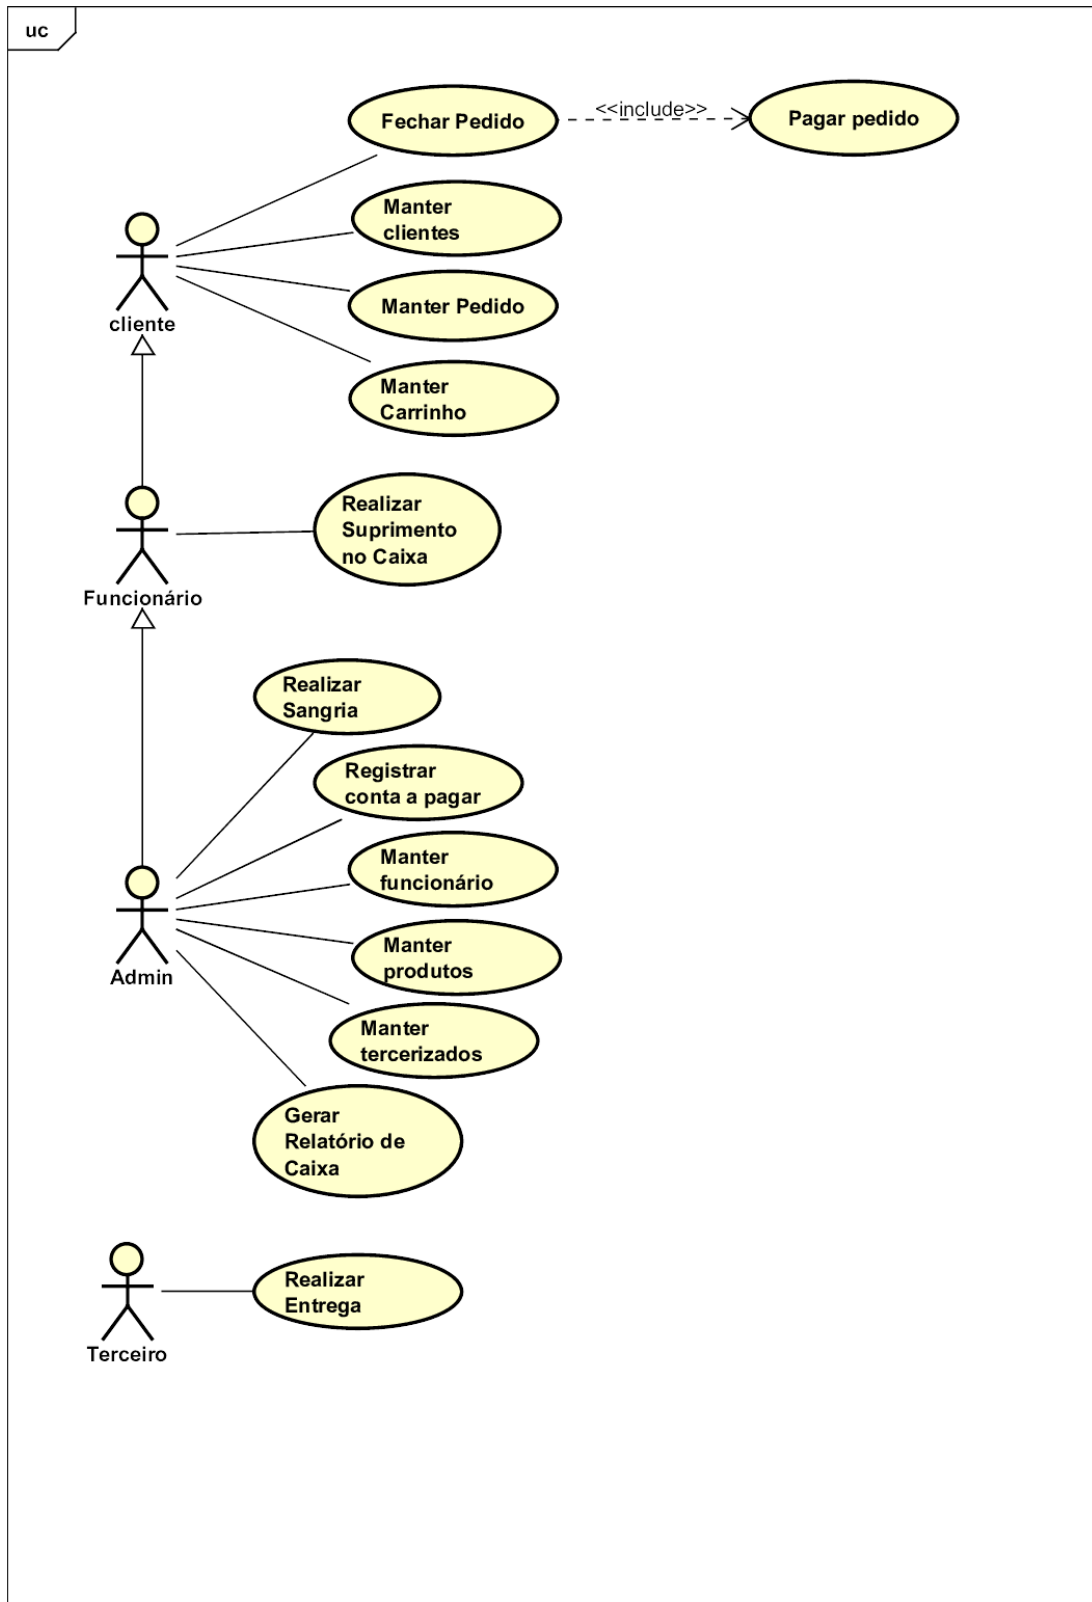 uc
Fechar Pedido
<<include>>
Pagar pedido
Manter
clientes
cliente
Manter Pedido
Manter
Carrinho
Realizar
Suprimento
no Caixa
Funcionário
Realizar
Sangria
Registrar
conta a pagar
Manter
funcionário
Manter
produtos
Admin
Manter
tercerizados
Gerar
Relatório de
Caixa
Realizar
Entrega
Terceiro